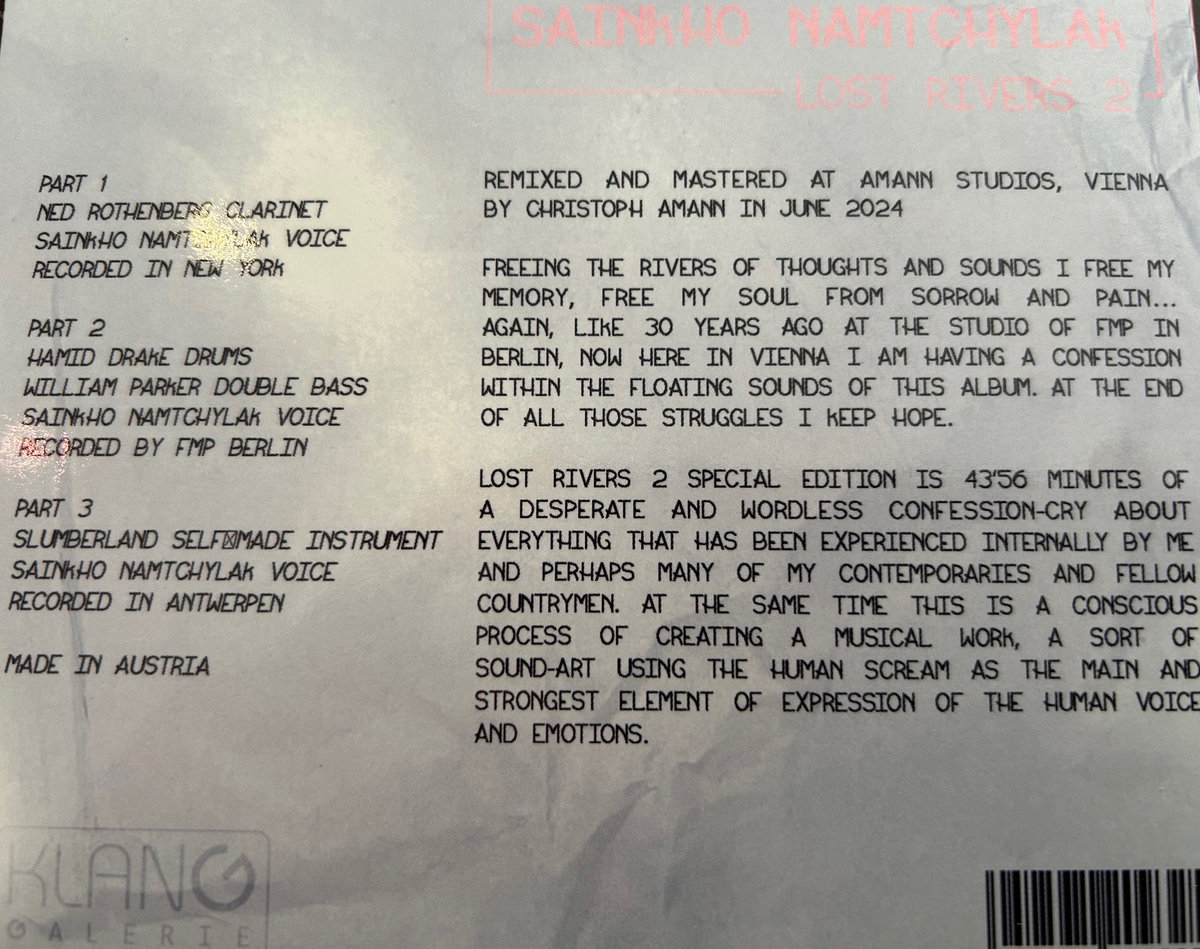 SAINKHO NAMTCHYLAK
LOST RIVERS 2
PART 1
NED ROTHENBERG CLARINET
SAINKHO NAMTCHYLAK VOICE
RECORDED IN NEW YORK
PART 2
HAMID DRAKE DRUMS
WILLIAM PARKER DOUBLE BASS
SAINKHO NAMTCHYLAK VOICE
RECORDED BY FMP BERLIN
PART 3
SLUMBERLAND SELF☒MADE INSTRUMENT
SAINKHO NAMTCHYLAK VOICE
RECORDED IN ANTWERPEN
MADE IN AUSTRIA
REMIXED AND MASTERED AT AMANN STUDIOS, VIENNA
BY CHRISTOPH AMANN IN JUNE 2024
FREEING THE RIVERS OF THOUGHTS AND SOUNDS I FREE MY
MEMORY, FREE MY SOUL FROM SORROW AND PAIN...
AGAIN, LIKE 30 YEARS AGO AT THE STUDIO OF FMP IN
BERLIN, NOW HERE IN VIENNA I AM HAVING A CONFESSION
WITHIN THE FLOATING SOUNDS OF THIS ALBUM. AT THE END
OF ALL THOSE STRUGGLES I KEEP HOPE.
LOST RIVERS 2 SPECIAL EDITION IS 43'56 MINUTES OF
A DESPERATE AND WORDLESS CONFESSION-CRY ABOUT
EVERYTHING THAT HAS BEEN EXPERIENCED INTERNALLY BY ME
AND PERHAPS MANY OF MY CONTEMPORARIES AND FELLOW
COUNTRYMEN. AT THE SAME TIME THIS IS A CONSCIOUS
PROCESS OF CREATING A MUSICAL WORK, A SORT OF
SOUND-ART USING THE HUMAN SCREAM AS THE MAIN AND
STRONGEST ELEMENT OF EXPRESSION OF THE HUMAN VOICE
AND EMOTIONS.
KLANG
GALERIE